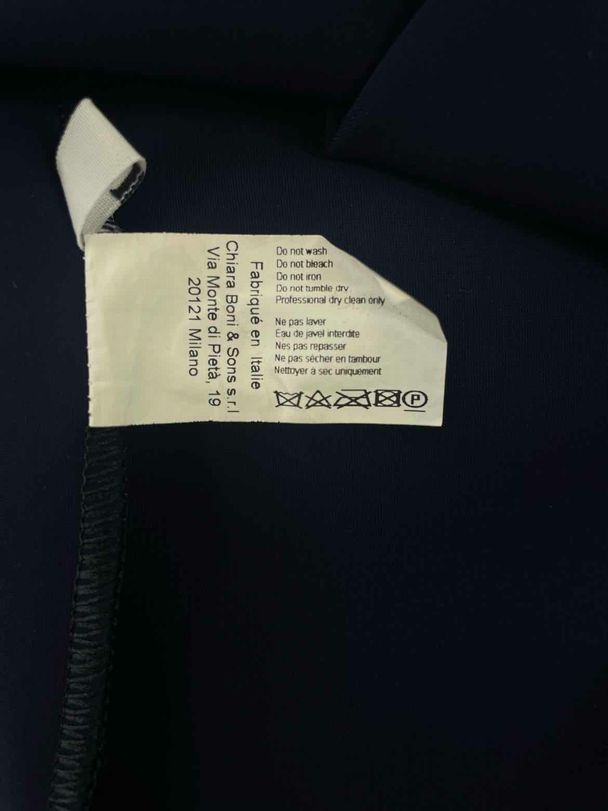 Do not wash
Do not bleach
Do not iron
Do not tumble dry
Professional dry clean only
Ne pas laver
Eau de javel interdite
Nes pas repasser
Ne pas sécher en tambour
Nettoyer à sec uniquement
P
Fabriqué en Italie
Chiara Boni & Sons s.r.l
Via Monte di Pietà, 19
20121 Milano